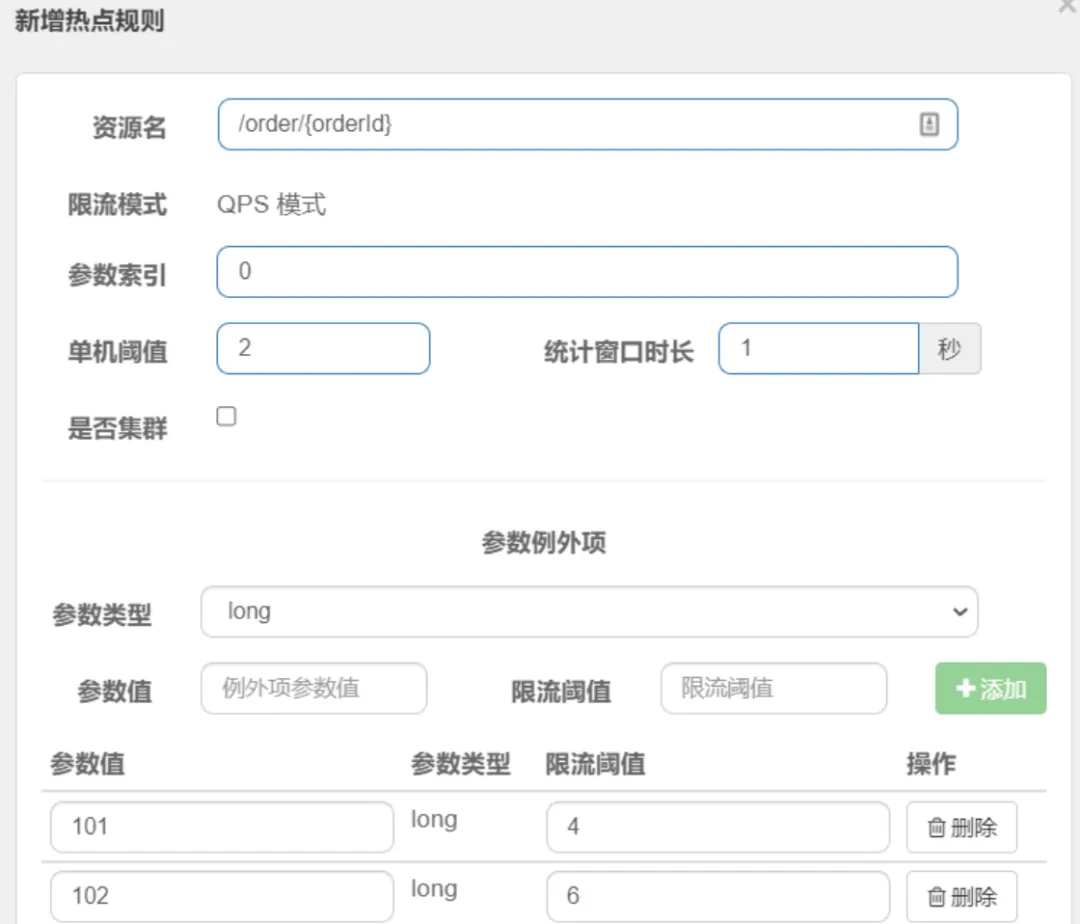 新增热点规则
资源名 /order/{orderId}
限流模式 QPS 模式
参数索引 0
单机阈值 2 统计窗口时长 1 秒
是否集群
参数例外项
参数类型 long
参数值 例外项参数值 限流阈值 限流阈值 添加
参数值 参数类型 限流阈值 操作
101 long 4 删除
102 long 6 删除